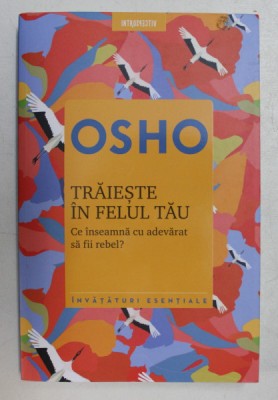 INTROSPECTIV
OSHO
TRĂIEȘTE
ÎN FELUL TĂU
Ce înseamnă cu adevărat
să fii rebel?
ÎNVĂȚĂTURI ESENȚIALE